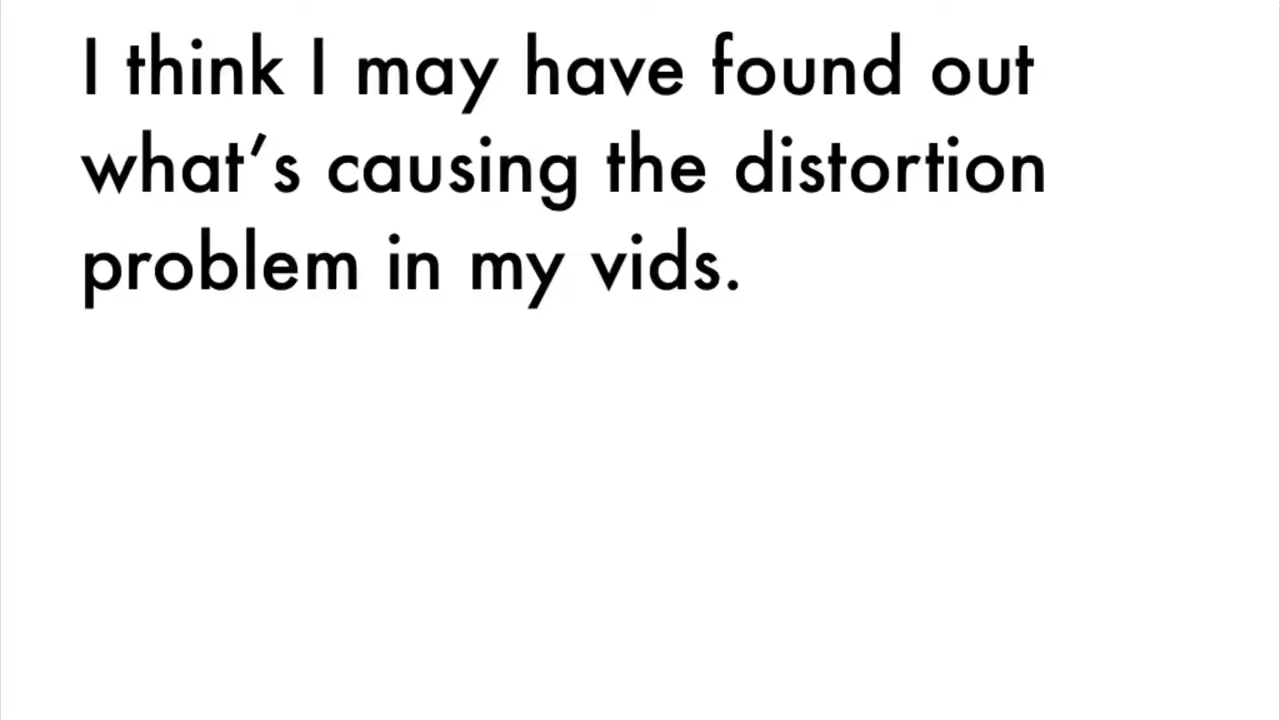 I think I may have found out
what’s causing the distortion
problem in my vids.